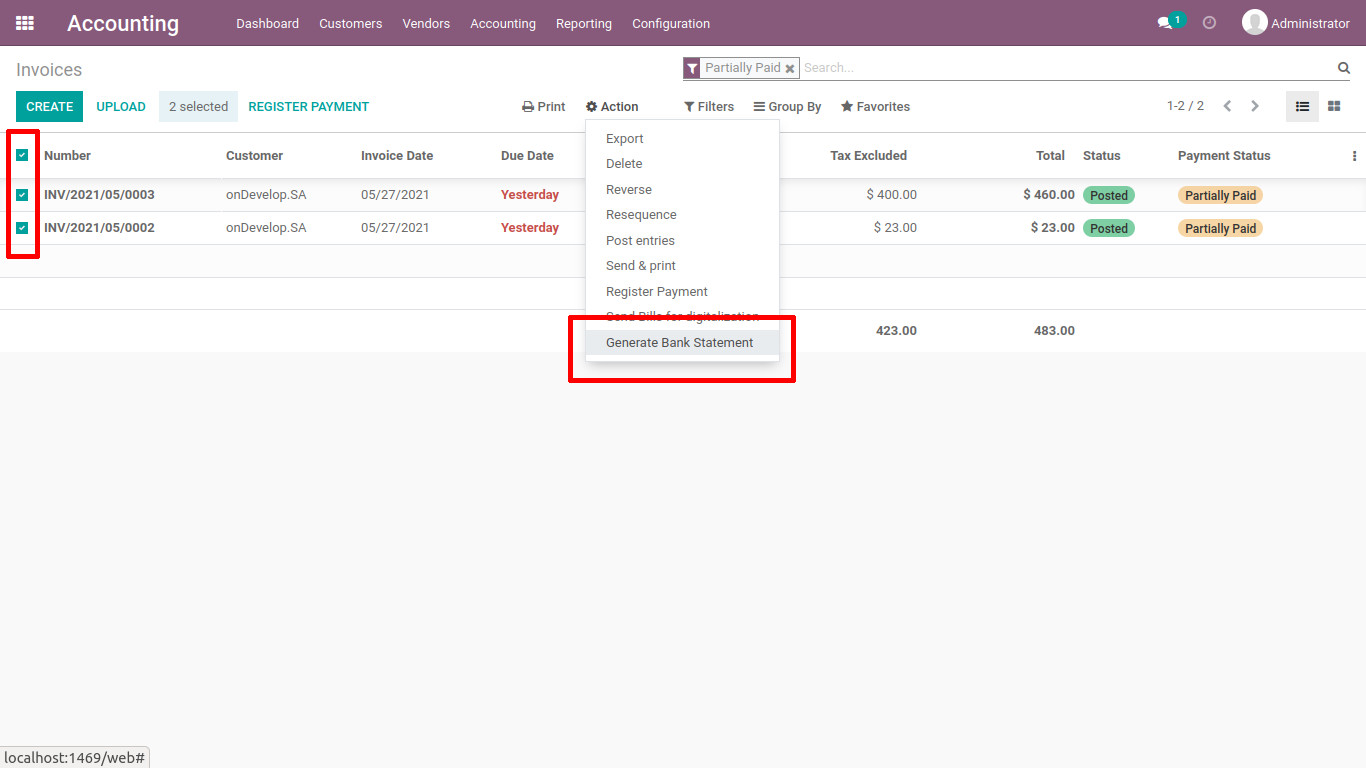 Accounting Dashboard Customers Vendors Accounting Reporting Configuration 1 Administrator
Invoices Partially Paid Search...
CREATE UPLOAD 2 selected REGISTER PAYMENT Print Action Filters Group By Favorites 1-2 / 2
Number Customer Invoice Date Due Date Tax Excluded Total Status Payment Status
INV/2021/05/0003 onDevelop.SA 05/27/2021 Yesterday $ 400.00 $ 460.00 Posted Partially Paid
INV/2021/05/0002 onDevelop.SA 05/27/2021 Yesterday $ 23.00 $ 23.00 Posted Partially Paid
423.00 483.00
Export
Delete
Reverse
Resequence
Post entries
Send & print
Register Payment
Send Bills for digitalization
Generate Bank Statement
localhost:1469/web#